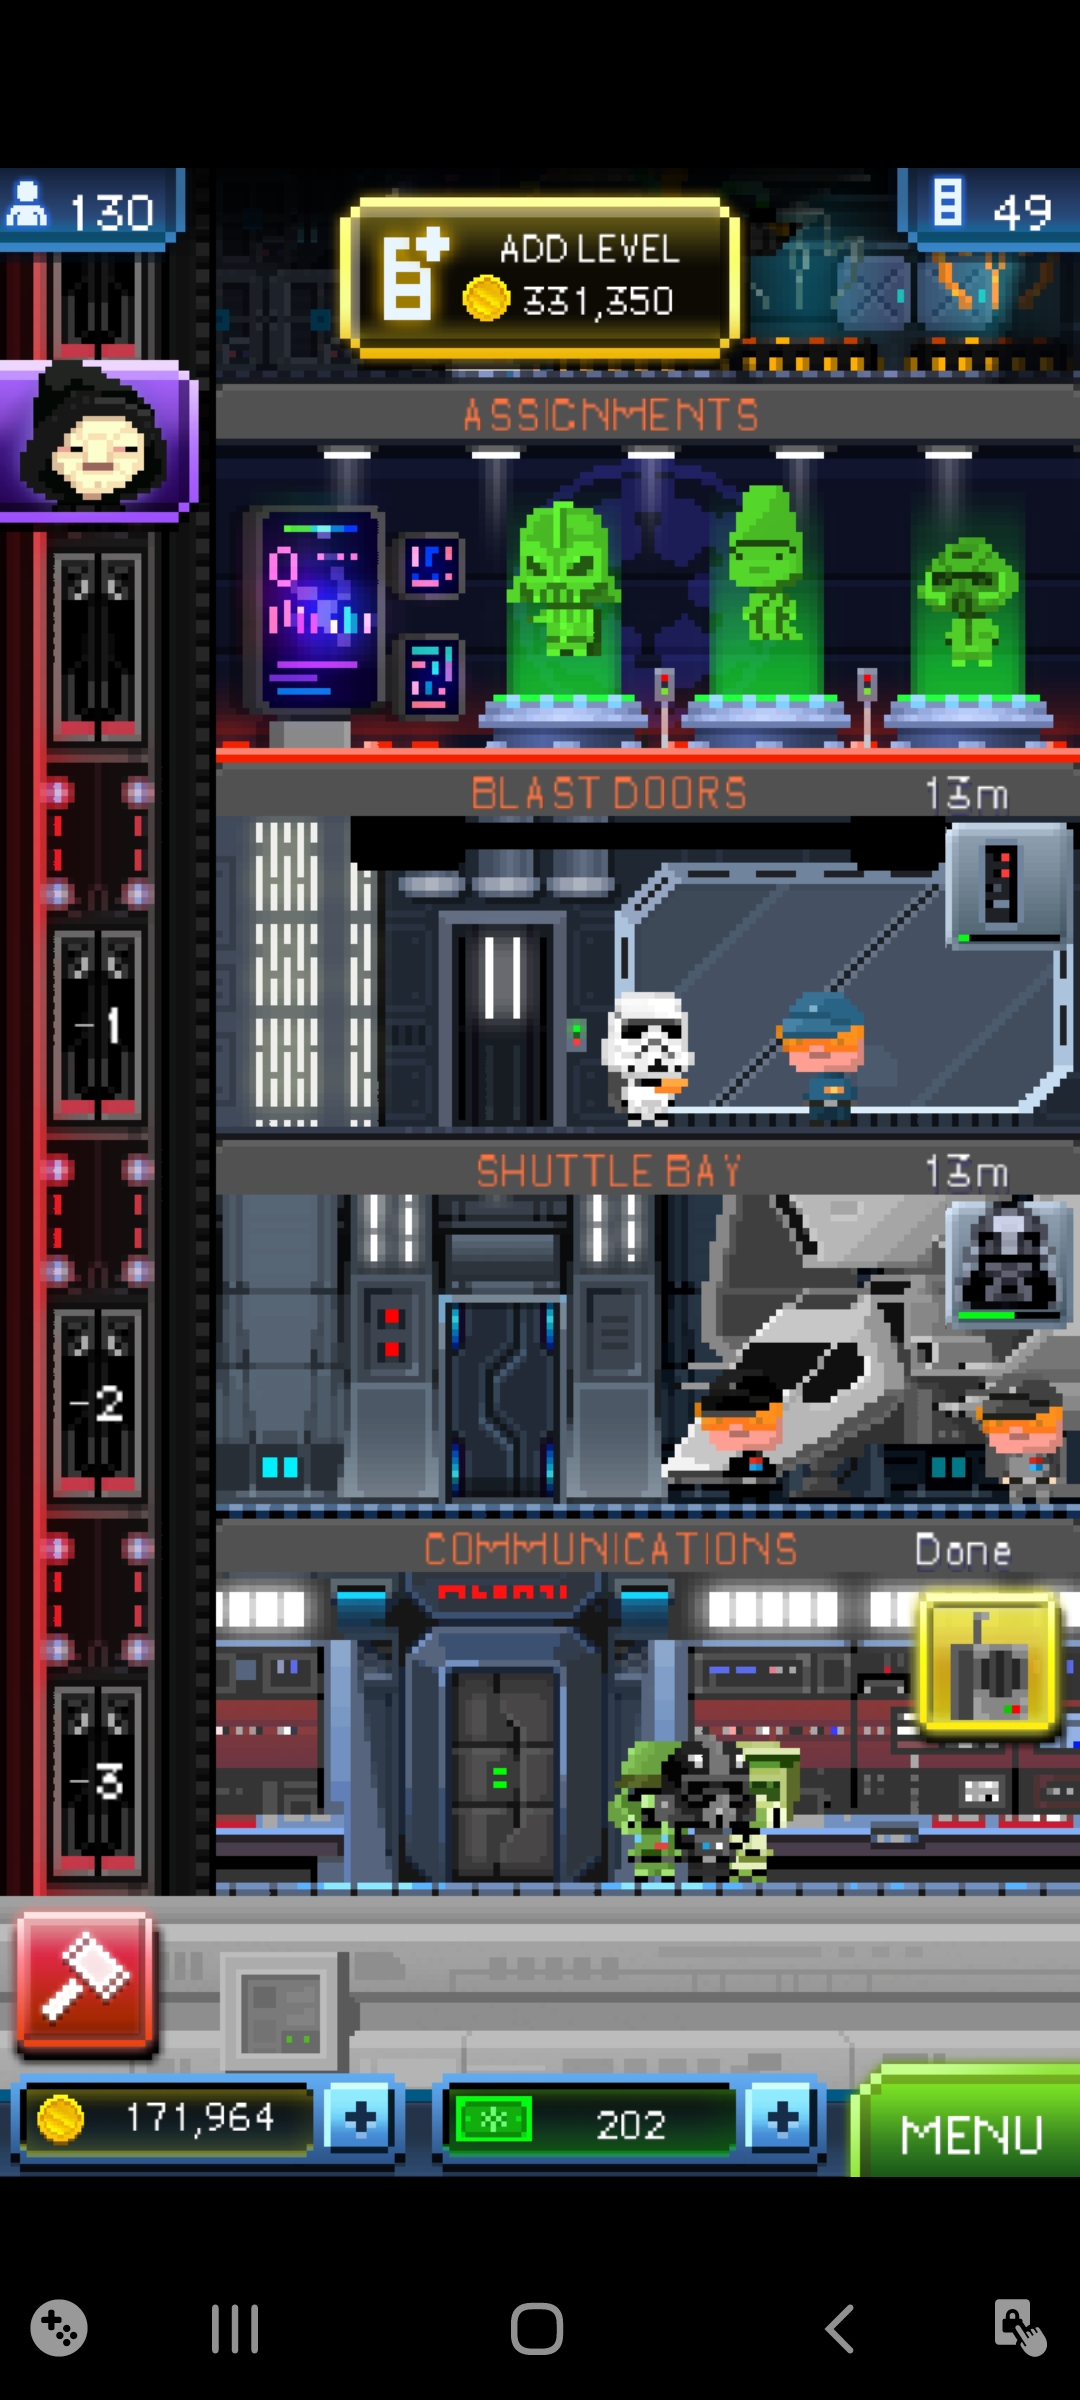 130
ADD LEVEL
331,350
49
ASSIGNMENTS
BLAST DOORS
13m
-1
SHUTTLE BAY
13m
-2
COMMUNICATIONS
Done
-3
171,964
202
MENU